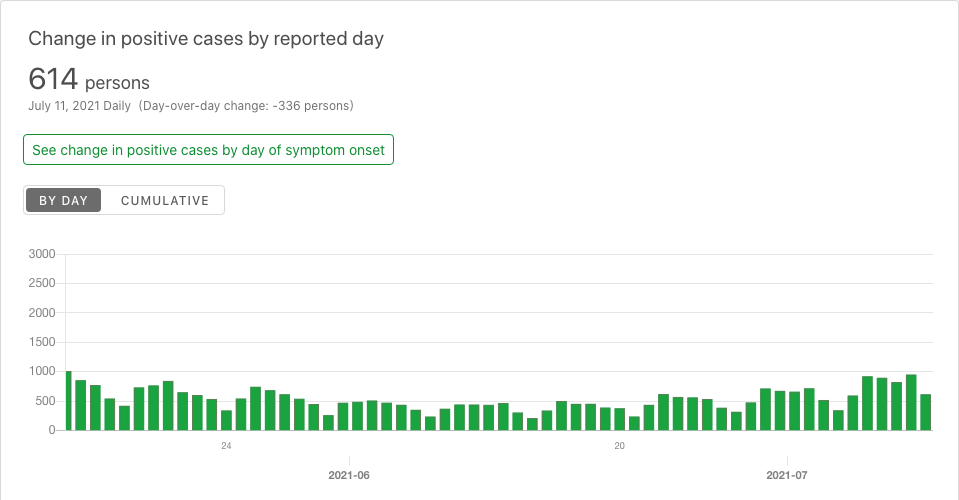 Change in positive cases by reported day
614 persons
July 11, 2021 Daily (Day-over-day change: -336 persons)
See change in positive cases by day of symptom onset
BY DAY CUMULATIVE
3000
2500
2000
1500
1000
500
0
24 20
2021-06 2021-07